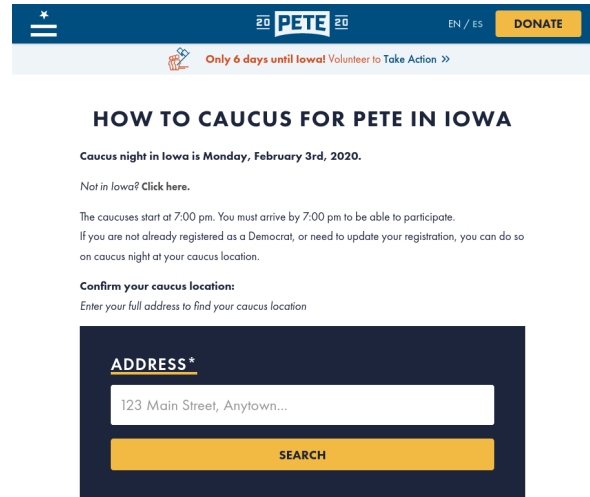 20 PETE 20
EN / ES
DONATE
Only 6 days until Iowa! Volunteer to Take Action »
HOW TO CAUCUS FOR PETE IN IOWA
Caucus night in Iowa is Monday, February 3rd, 2020.
Not in Iowa? Click here.
The caucuses start at 7:00 pm. You must arrive by 7:00 pm to be able to participate.
If you are not already registered as a Democrat, or need to update your registration, you can do so
on caucus night at your caucus location.
Confirm your caucus location:
Enter your full address to find your caucus location
ADDRESS*
123 Main Street, Anytown...
SEARCH